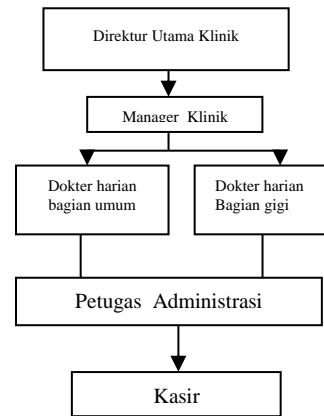 Direktur Utama Klinik
Manager Klinik
Dokter harian
bagian umum
Dokter harian
Bagian gigi
Petugas Administrasi
Kasir